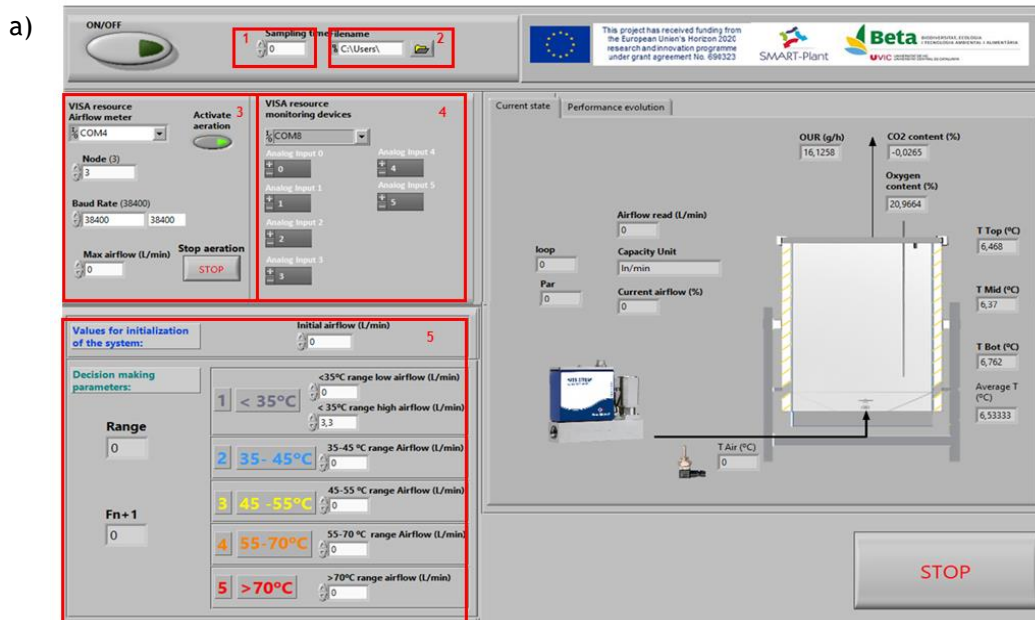 a)
ON/OFF
1
Sampling time
0
Filename
2
C:\Users\
This project has received funding from
the European Union's Horizon 2020
research and innovation programme
under grant agreement No. 690323
SMART-Plant
Beta
UVIC
3
VISA resource
Airflow meter
COM4
Activate
aeration
Node (3)
3
Baud Rate (38400)
38400 38400
Max airflow (L/min)
0
Stop aeration
STOP
4
VISA resource
monitoring devices
COM8
Analog Input 0
0
Analog Input 4
4
Analog Input 1
1
Analog Input 5
5
Analog Input 2
2
Analog Input 3
3
5
Values for initialization
of the system:
Initial airflow (L/min)
0
Decision making
parameters:
Range
0
Fn+1
0
1 < 35ºC
<35ºC range low airflow (L/min)
0
< 35ºC range high airflow (L/min)
3,3
2 35- 45ºC
35-45 ºC range airflow (L/min)
0
3 45 -55ºC
45-55 ºC range Airflow (L/min)
0
4 55-70ºC
55-70 ºC range Airflow (L/min)
0
5 >70ºC
>70ºC range airflow (L/min)
0
Current state
Performance evolution
OUR (g/h)
16,1258
CO2 content (%)
-0,0265
Oxygen
content (%)
20,9664
Airflow read (L/min)
0
loop
0
Capacity Unit
ln/min
Par
0
Current airflow (%)
0
T Top (ºC)
6,468
T Mid (ºC)
6,37
T Bot (ºC)
6,762
Average T
(ºC)
6,53333
T Air (ºC)
0
STOP